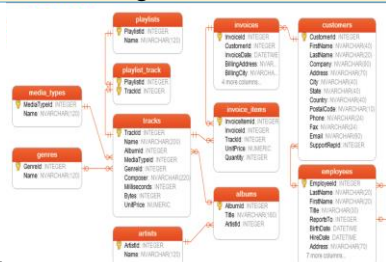 playlists
PlaylistId INTEGER
Name NVARCHAR(120)
playlist_track
PlaylistId INTEGER
TrackId INTEGER
media_types
MediaTypeId INTEGER
Name NVARCHAR(120)
genres
GenreId INTEGER
Name NVARCHAR(120)
tracks
TrackId INTEGER
Name NVARCHAR(200)
AlbumId INTEGER
MediaTypeId INTEGER
GenreId INTEGER
Composer NVARCHAR(220)
Milliseconds INTEGER
Bytes INTEGER
UnitPrice NUMERIC
artists
ArtistId INTEGER
Name NVARCHAR(120)
invoices
InvoiceId INTEGER
CustomerId INTEGER
InvoiceDate DATETIME
BillingAddress NVAR...
BillingCity NVARCHA...
4 more columns...
invoice_items
InvoiceItemId INTEGER
InvoiceId INTEGER
TrackId INTEGER
UnitPrice NUMERIC
Quantity INTEGER
albums
AlbumId INTEGER
Title NVARCHAR(160)
ArtistId INTEGER
customers
CustomerId INTEGER
FirstName NVARCHAR(40)
LastName NVARCHAR(20)
Company NVARCHAR(80)
Address NVARCHAR(70)
City NVARCHAR(40)
State NVARCHAR(40)
Country NVARCHAR(40)
PostalCode NVARCHAR(10)
Phone NVARCHAR(24)
Fax NVARCHAR(24)
Email NVARCHAR(60)
SupportRepId INTEGER
employees
EmployeeId INTEGER
LastName NVARCHAR(20)
FirstName NVARCHAR(20)
Title NVARCHAR(30)
ReportsTo INTEGER
BirthDate DATETIME
HireDate DATETIME
Address NVARCHAR(70)
7 more columns...